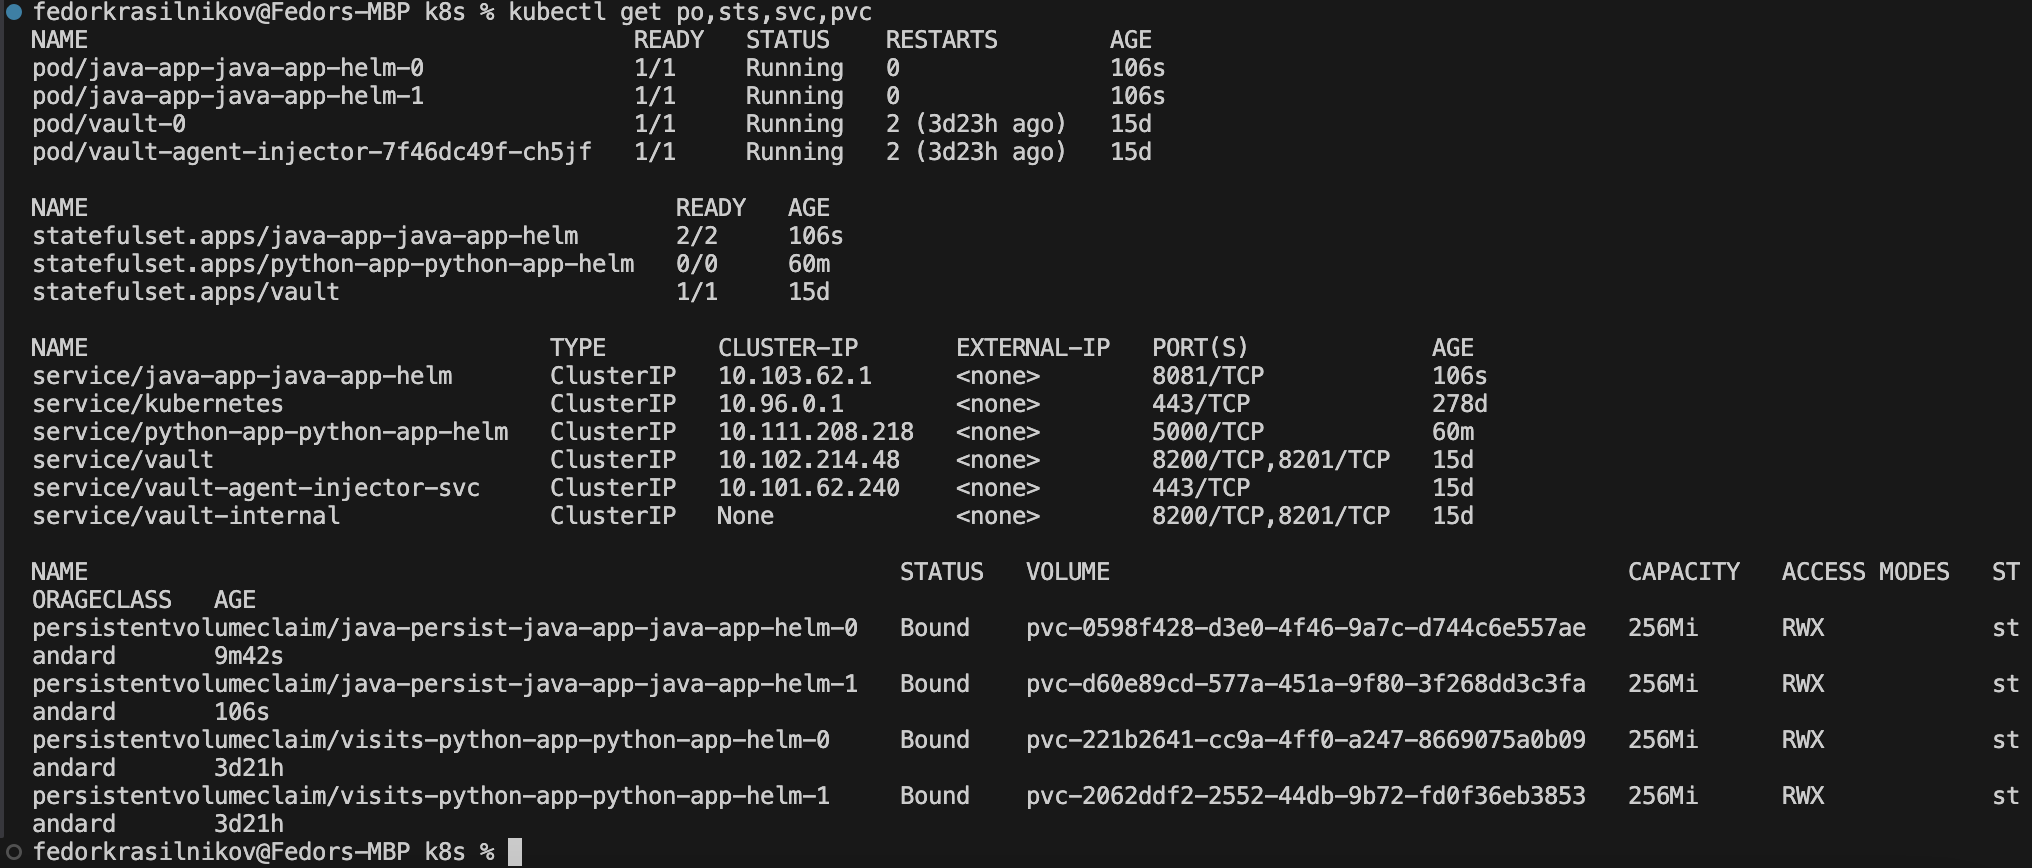 fedorkrasilnikov@Fedors-MBP k8s % kubectl get po,sts,svc,pvc
NAME                                       READY   STATUS    RESTARTS        AGE
pod/java-app-java-app-helm-0               1/1     Running   0               106s
pod/java-app-java-app-helm-1               1/1     Running   0               106s
pod/vault-0                                1/1     Running   2 (3d23h ago)   15d
pod/vault-agent-injector-7f46dc49f-ch5jf   1/1     Running   2 (3d23h ago)   15d

NAME                                          READY   AGE
statefulset.apps/java-app-java-app-helm       2/2     106s
statefulset.apps/python-app-python-app-helm   0/0     60m
statefulset.apps/vault                        1/1     15d

NAME                                 TYPE        CLUSTER-IP       EXTERNAL-IP   PORT(S)             AGE
service/java-app-java-app-helm       ClusterIP   10.103.62.1      <none>        8081/TCP            106s
service/kubernetes                   ClusterIP   10.96.0.1        <none>        443/TCP             278d
service/python-app-python-app-helm   ClusterIP   10.111.208.218   <none>        5000/TCP            60m
service/vault                        ClusterIP   10.102.214.48    <none>        8200/TCP,8201/TCP   15d
service/vault-agent-injector-svc     ClusterIP   10.101.62.240    <none>        443/TCP             15d
service/vault-internal               ClusterIP   None             <none>        8200/TCP,8201/TCP   15d

NAME                                                          STATUS   VOLUME                                     CAPACITY   ACCESS MODES   ST
ORAGECLASS   AGE
persistentvolumeclaim/java-persist-java-app-java-app-helm-0   Bound    pvc-0598f428-d3e0-4f46-9a7c-d744c6e557ae   256Mi      RWX            st
andard       9m42s
persistentvolumeclaim/java-persist-java-app-java-app-helm-1   Bound    pvc-d60e89cd-577a-451a-9f80-3f268dd3c3fa   256Mi      RWX            st
andard       106s
persistentvolumeclaim/visits-python-app-python-app-helm-0     Bound    pvc-221b2641-cc9a-4ff0-a247-8669075a0b09   256Mi      RWX            st
andard       3d21h
persistentvolumeclaim/visits-python-app-python-app-helm-1     Bound    pvc-2062ddf2-2552-44db-9b72-fd0f36eb3853   256Mi      RWX            st
andard       3d21h
fedorkrasilnikov@Fedors-MBP k8s %